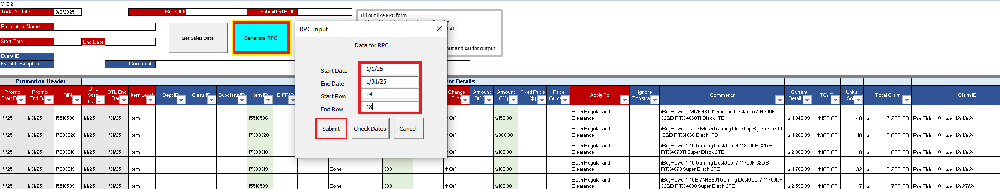 V1.0.2
Today's Date 8/6/2025 Buyer ID: Submitted By ID:
Fill out like RPC form
Promotion Name
AJ
Start Date End Date
Get Sales Data
Generate RPC
out and AH for output
Event ID
Event Description Comments
RPC Input
Data for RPC
Start Date 1/1/25
End Date 1/31/25
Start Row 14
End Row 18
Submit Check Dates Cancel
Promotion Header nt Details
Promo Start D RIN Promo End Da DTL Start Dat DTL End Dat Item Level Dept ID Class ID Subclass ID Item ID DIFF ID Change Type Amount Off ( Amount Off ( Fixed Price ($) Price Guide Apply To Ignore Constra Comments Current Retail TC/IR Units Sol Total Claim Claim ID
1/1/25 1/31/25 15516586 1/1/25 1/31/25 Item 15516586 $ Off $150.00 Both Regular and Clearance iBuyPower TMI7N46T01 Gaming Desktop i7-14700F 32GB RTX 4060Ti Black 1TB $ 1,349.99 $150.00 48 $ 7,200.00 Per Elden Aguas 12/13/24
1/1/25 1/31/25 17303320 1/1/25 1/31/25 Item 17303320 $ Off $300.00 Both Regular and Clearance iBuyPower Trace Mesh Gaming Desktop Ryzen 7-5700 16GB RTX4060 Black 1TB $ 1,289.99 $300.00 10 $ 3,000.00 Per Elden Aguas 12/13/24
1/1/25 1/31/25 17303318 1/1/25 1/31/25 Item 17303318 $ Off $100.00 Both Regular and Clearance iBuyPower Y40 Gaming Desktop i9-14900KF 32GB RTX4070TI Super Black 2TB $ 2,389.99 $100.00 8 $ 800.00 Per Elden Aguas 12/13/24
1/1/25 1/31/25 17303319 1/1/25 1/31/25 Item 17303319 Zone 3391 $ Off $100.00 Both Regular and Clearance iBuyPower Y40 Gaming Desktop i7-14700F 32GB RTX4070 Super Black 2TB $ 1,789.99 $100.00 32 $ 3,200.00 Per Elden Aguas 12/13/24
1/1/25 1/31/25 15516589 1/1/25 1/31/25 Item 15516589 Zone 3391 $ Off $100.00 Both Regular and Clearance iBuyPower Y40BI7N48S01 Gaming Desktop i7-14700KF 32GB RTX 4080 Super Black 2TB $ 2,599.99 $100.00 7 $ 700.00 Per Elden Aguas 12/27/24